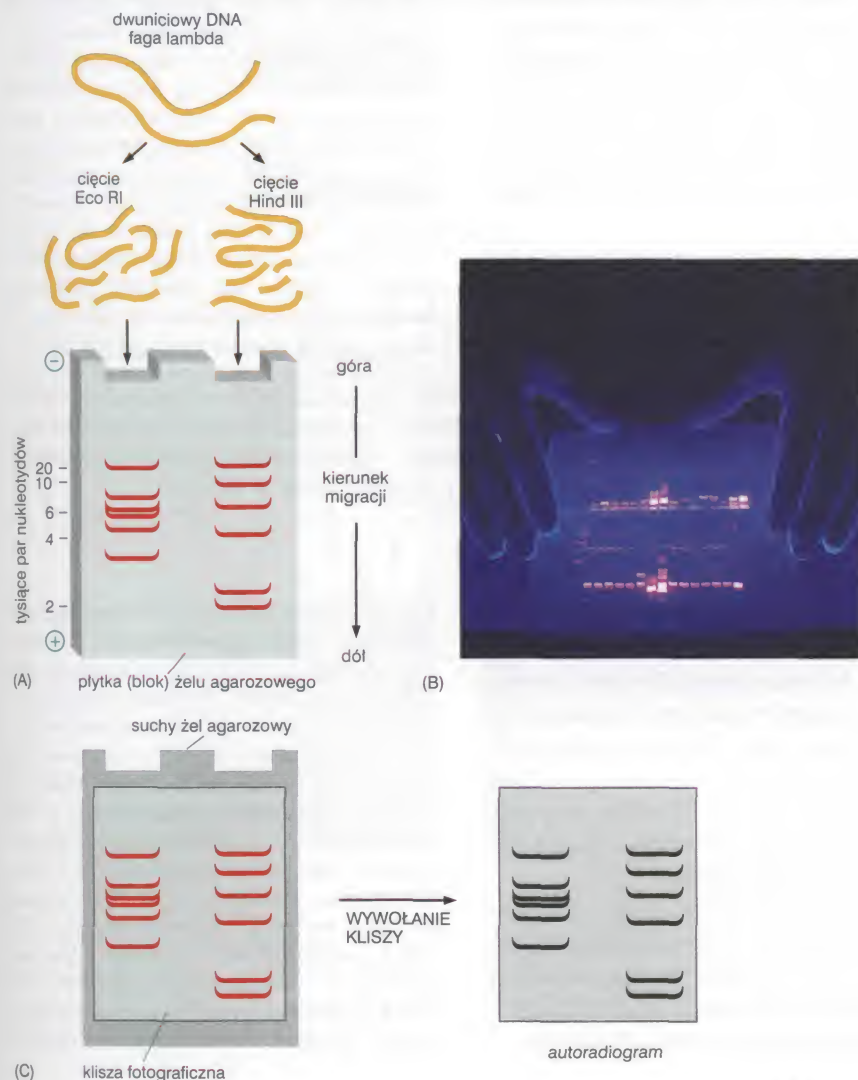 dwuniciowy DNA
faga lambda
cięcie
Eco RI
cięcie
Hind III
−
góra
tysiące par nukleotydów
20
10
6
4
2
kierunek
migracji
+
dół
(A)
płytka (blok) żelu agarozowego
(B)
suchy żel agarozowy
WYWOŁANIE
KLISZY
(C)
klisza fotograficzna
autoradiogram